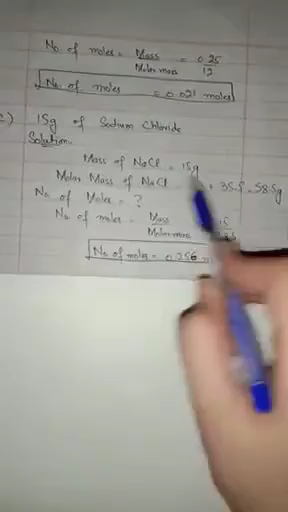 No. of moles = Mass / Molar mass = 0.25 / 12
No. of moles = 0.021 mol
c) 15g of Sodium Chloride
Solution:
Mass of NaCl = 15g
Molar Mass of NaCl + 35.5 = 58.5g
No. of Moles = ?
No. of moles = Mass / Molar mass
No. of moles = 0.256